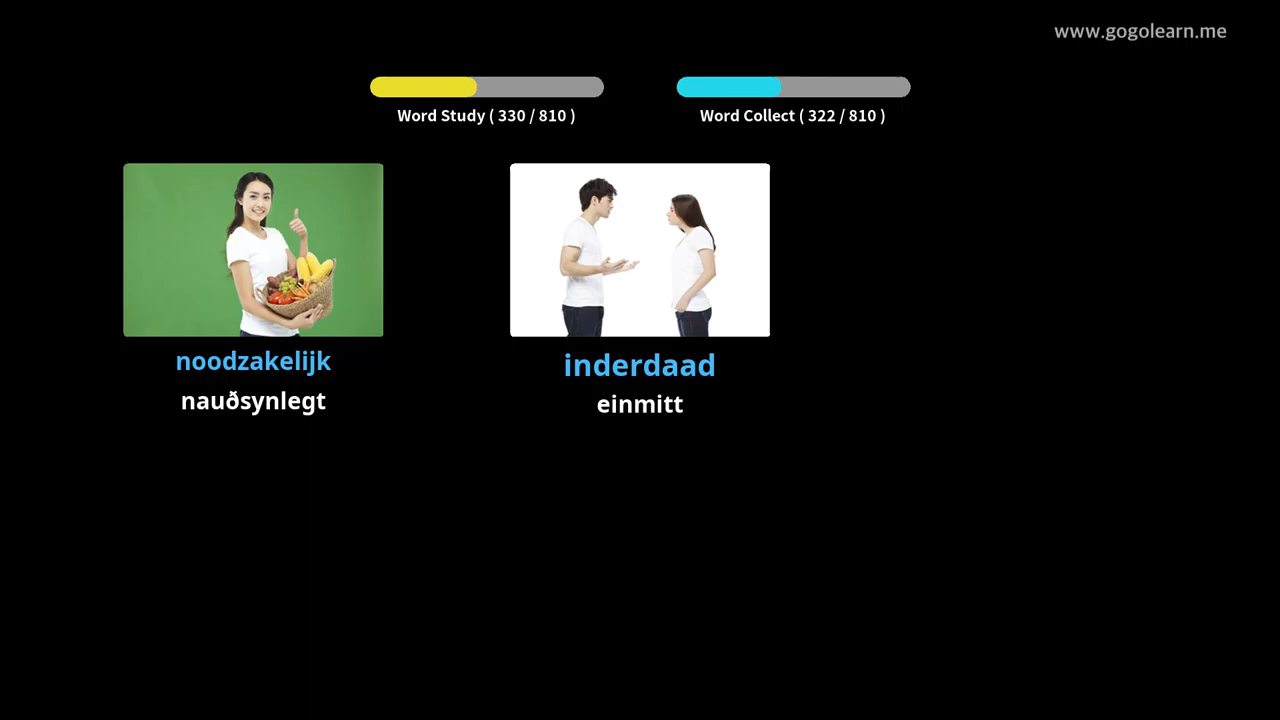 www.gogolearn.me
Word Study ( 330 / 810 )
Word Collect ( 322 / 810 )
noodzakelijk
nauðsynlegt
inderdaad
einmitt